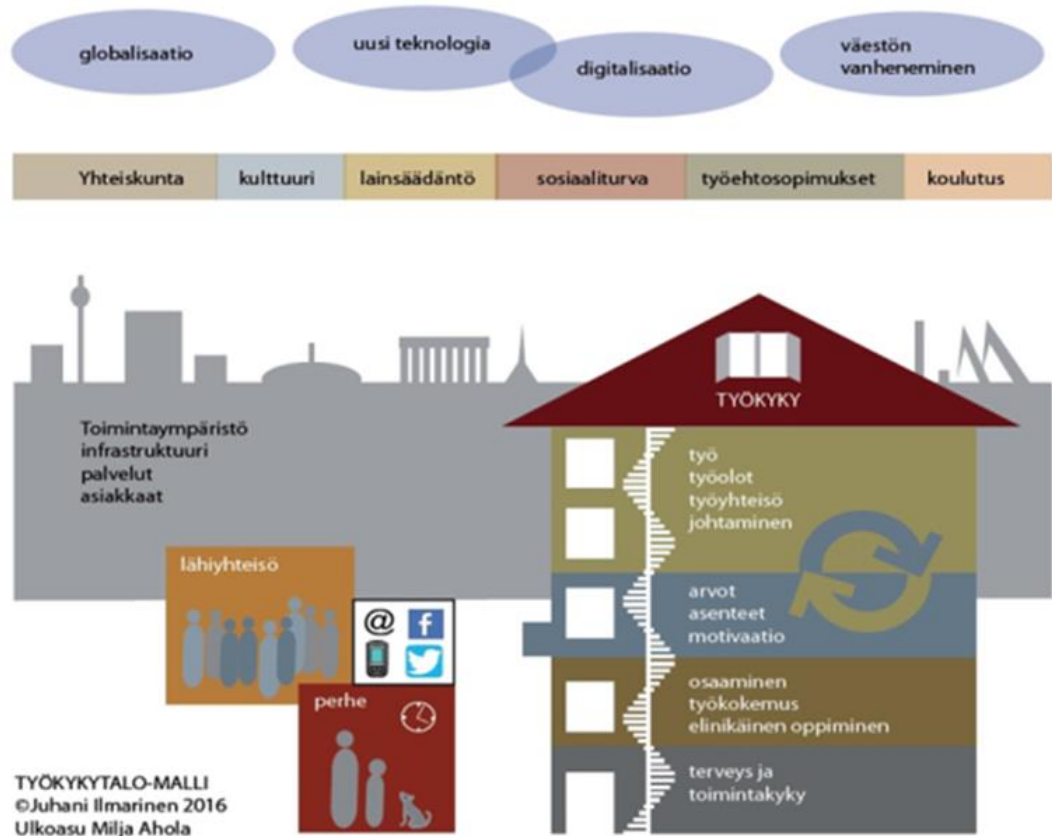 globalisaatio
uusi teknologia
digitalisaatio
väestön
vanheneminen
Yhteiskunta
kulttuuri
lainsäädäntö
sosiaaliturva
työehtosopimukset
koulutus
TYÖKYKY
Toimintaympäristö
infrastruktuuri
palvelut
asiakkaat
työ
työolot
työyhteisö
johtaminen
lähiyhteisö
@
f
arvot
asenteet
motivaatio
perhe
osaaminen
työkokemus
elinikäinen oppiminen
terveys ja
toimintakyky
TYÖKYKYTALO-MALLI
©Juhani Ilmarinen 2016
Ulkoasu Milja Ahola